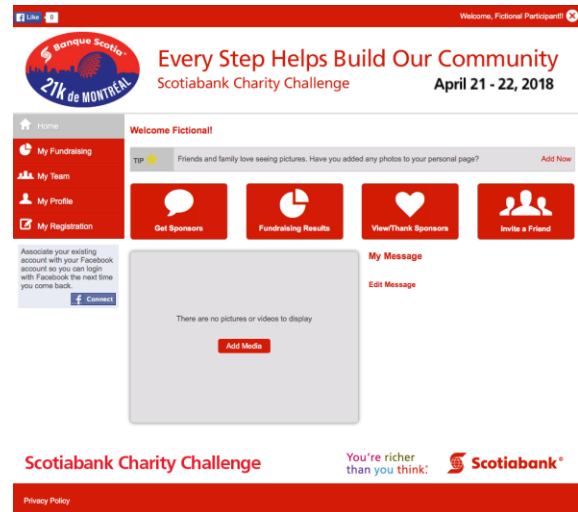 Like 0
Welcome, Fictional Participant!!
Banque Scotia
21K de MONTRÉAL
Every Step Helps Build Our Community
Scotiabank Charity Challenge
April 21 - 22, 2018
Home
My Fundraising
My Team
My Profile
My Registration
Associate your existing
account with your Facebook
account so you can login
with Facebook the next time
you come back.
Connect
Welcome Fictional!
TIP
Friends and family love seeing pictures. Have you added any photos to your personal page?
Add Now
Get Sponsors
Fundraising Results
View/Thank Sponsors
Invite a Friend
There are no pictures or videos to display
Add Media
My Message
Edit Message
Scotiabank Charity Challenge
You're richer
than you think.
Scotiabank
Privacy Policy